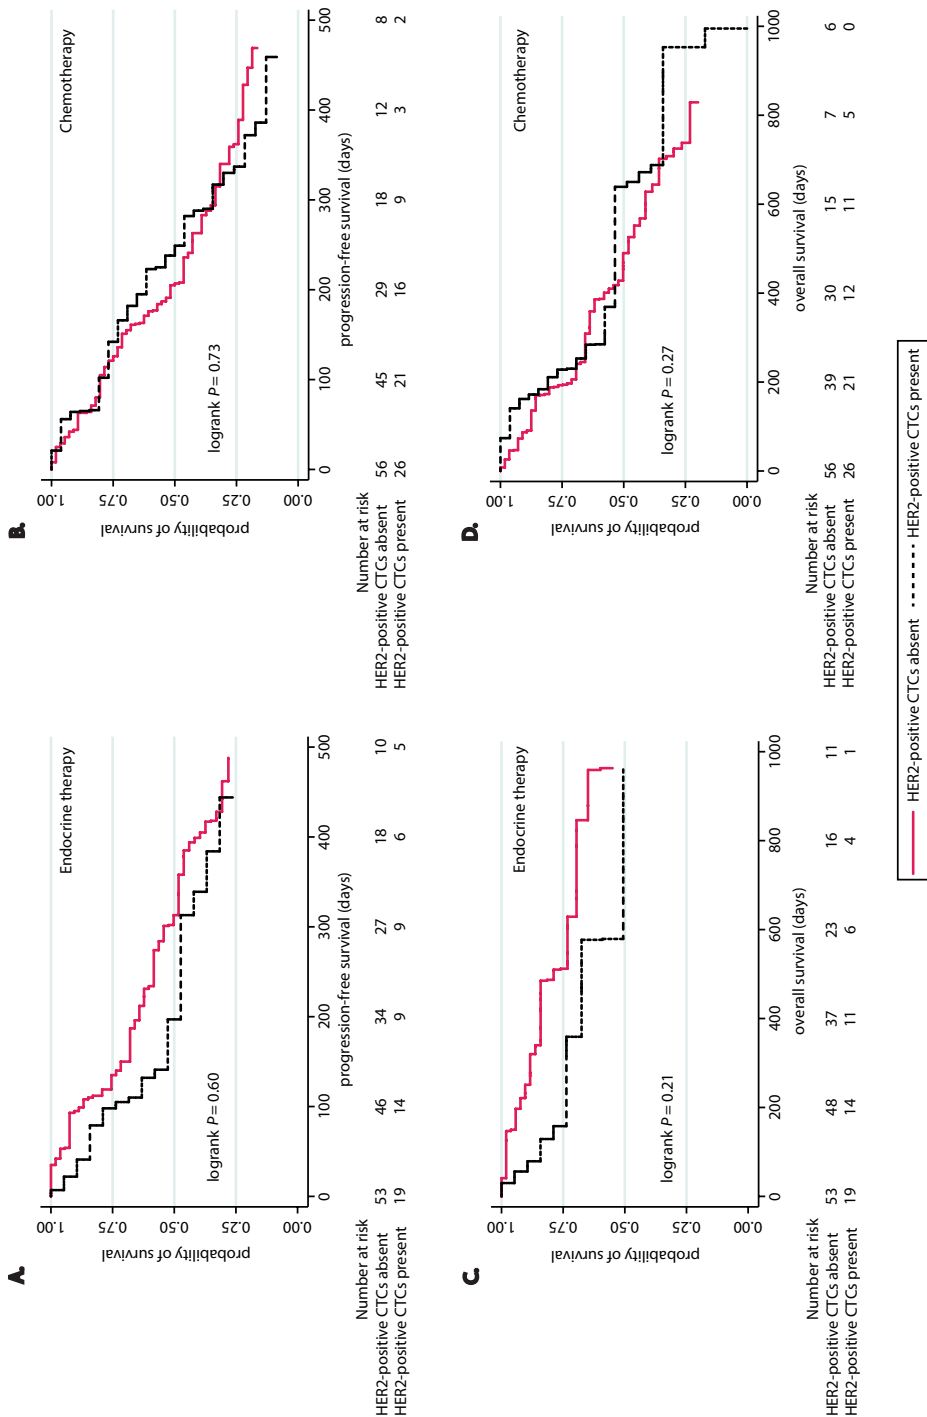 A.
Endocrine therapy
probability of survival
1.00
0.75
0.50
0.25
0.00
logrank P = 0.60
0 100 200 300 400 500
progression-free survival (days)
Number at risk
HER2-positive CTCs absent 53 46 34 27 18 10
HER2-positive CTCs present 19 14 9 9 6 5
B.
Chemotherapy
probability of survival
1.00
0.75
0.50
0.25
0.00
logrank P = 0.73
0 100 200 300 400 500
progression-free survival (days)
Number at risk
HER2-positive CTCs absent 56 45 29 18 12 8
HER2-positive CTCs present 26 21 16 9 3 2
C.
Endocrine therapy
probability of survival
1.00
0.75
0.50
0.25
0.00
logrank P = 0.21
0 200 400 600 800 1000
overall survival (days)
Number at risk
HER2-positive CTCs absent 53 48 37 23 16 11
HER2-positive CTCs present 19 14 11 6 4 1
D.
Chemotherapy
probability of survival
1.00
0.75
0.50
0.25
0.00
logrank P = 0.27
0 200 400 600 800 1000
overall survival (days)
Number at risk
HER2-positive CTCs absent 56 39 30 15 7 6
HER2-positive CTCs present 26 21 12 11 5 0
HER2-positive CTCs absent HER2-positive CTCs present